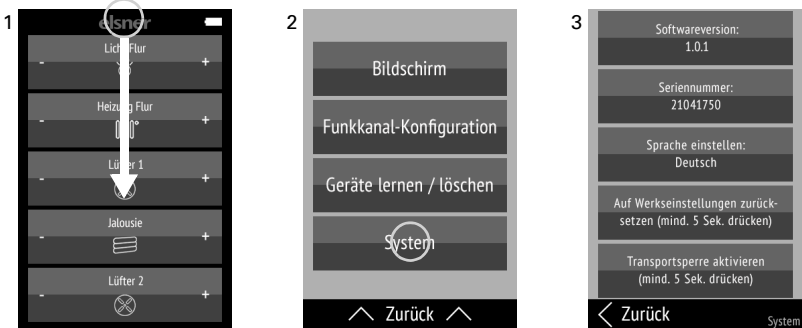 1
elsner
Licht Flur
- +
Heizung Flur
- +
Lüfter 1
- +
Jalousie
- +
Lüfter 2
- +
2
Bildschirm
Funkkanal-Konfiguration
Geräte lernen / löschen
System
Zurück
3
Softwareversion:
1.0.1
Seriennummer:
21041750
Sprache einstellen:
Deutsch
Auf Werkseinstellungen zurück-
setzen (mind. 5 Sek. drücken)
Transportsperre aktivieren
(mind. 5 Sek. drücken)
Zurück
System